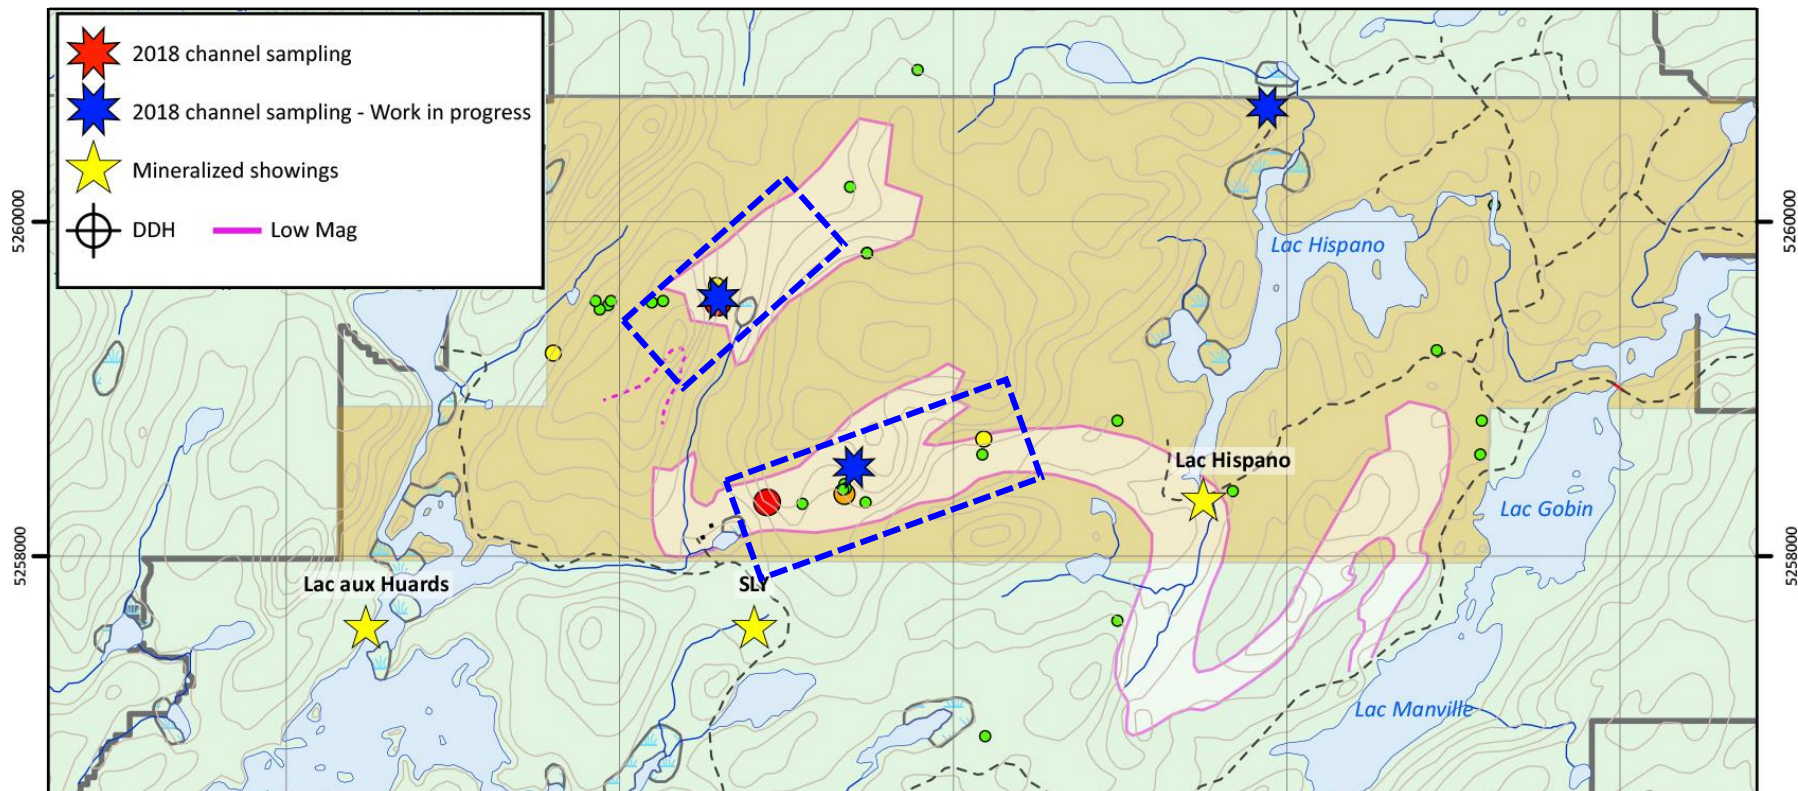 2018 channel sampling
2018 channel sampling - Work in progress
Mineralized showings
DDH
Low Mag
5260000
5260000
Lac Hispano
Lac Hispano
Lac Gobin
5258000
5258000
Lac aux Huards
SLY
Lac Manville